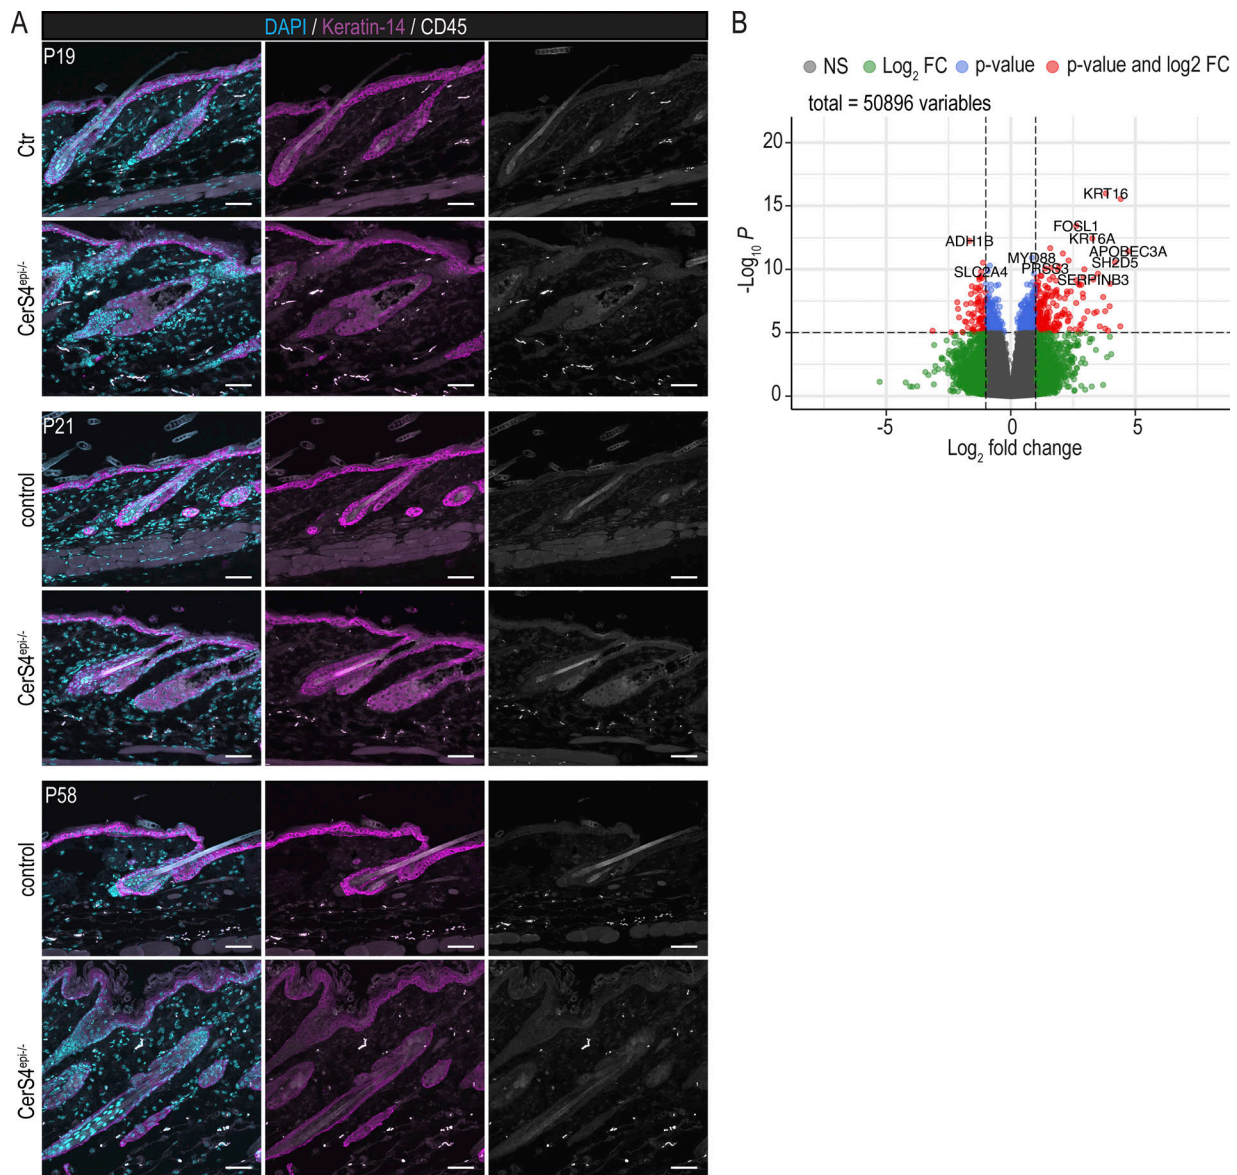 A
DAPI / Keratin-14 / CD45
P19
Ctr
CerS4epi-/-
P21
control
CerS4epi-/-
P58
control
CerS4epi-/-
B
NS Log2 FC p-value p-value and log2 FC
total = 50896 variables
-Log10 P
20
15
10
5
0
KRT16
FOSL1
KRT6A
ADH1B
APOBEC3A
MYD88
SH2D5
PRSS3
SLC2A4
SERPINB3
-5 0 5
Log2 fold change